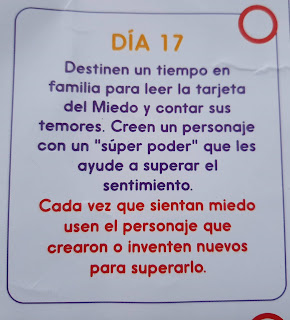 DÍA 17
Destinen un tiempo en
familia para leer la tarjeta
del Miedo y contar sus
temores. Creen un personaje
con un "súper poder" que les
ayude a superar el
sentimiento.
Cada vez que sientan miedo
usen el personaje que
crearon o inventen nuevos
para superarlo.